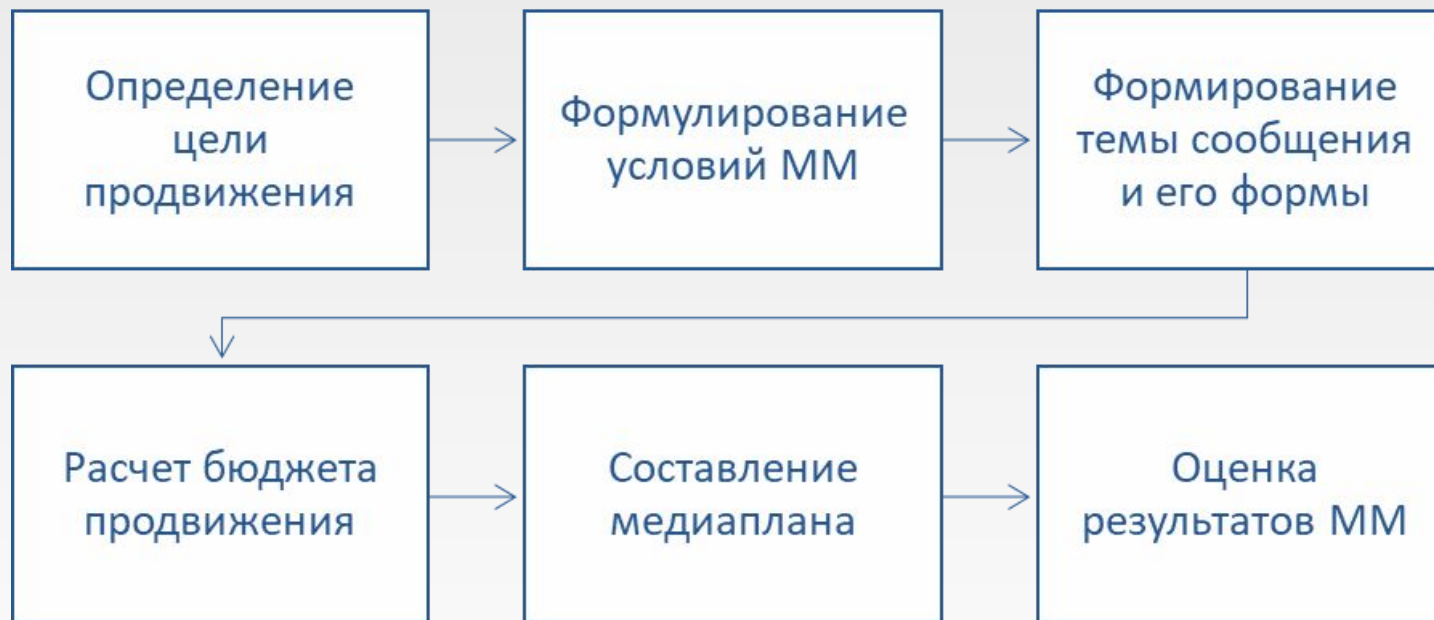 Определение
цели
продвижения
Формулирование
условий ММ
Формирование
темы сообщения
и его формы
Расчет бюджета
продвижения
Составление
медиаплана
Оценка
результатов ММ